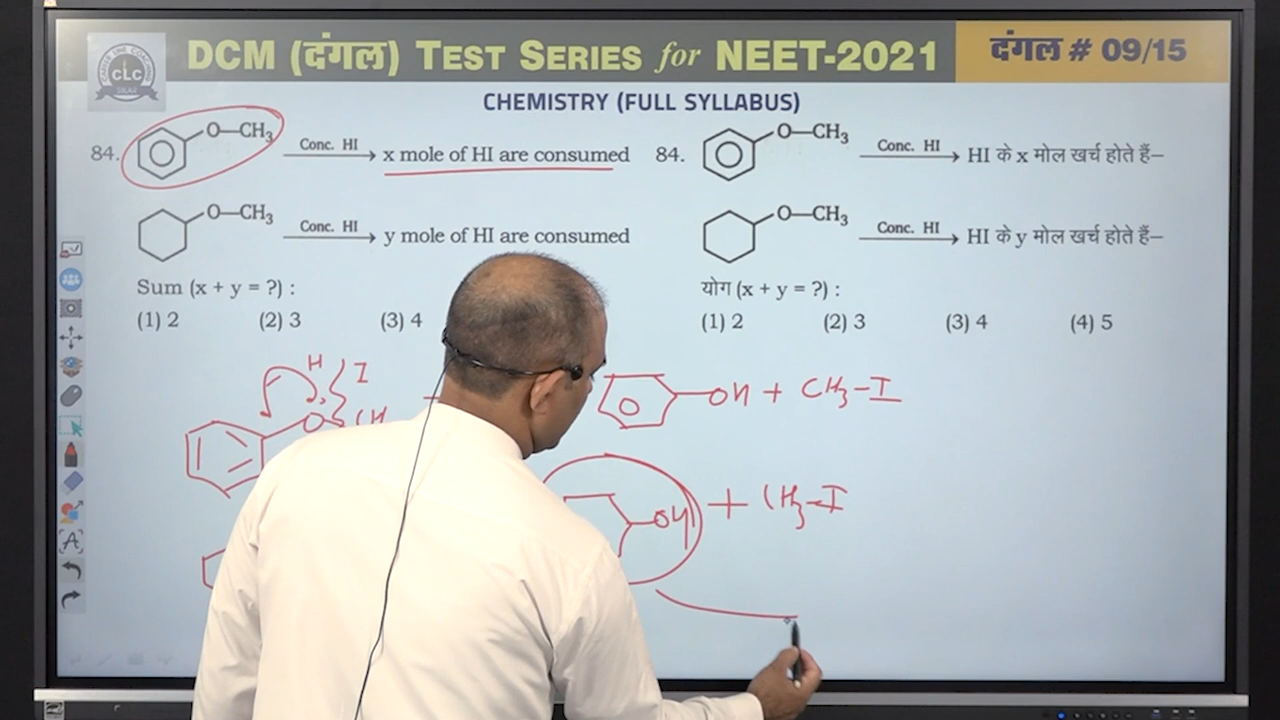 DCM (दंगल) TEST SERIES for NEET-2021
दंगल # 09/15
CLC
CHEMISTRY (FULL SYLLABUS)
84. O—CH3 Conc. HI x mole of HI are consumed
O—CH3 Conc. HI y mole of HI are consumed
Sum (x + y = ?) :
(1) 2 (2) 3 (3) 4
84. O—CH3 Conc. HI HI के x मोल खर्च होते हैं–
O—CH3 Conc. HI HI के y मोल खर्च होते हैं–
योग (x + y = ?) :
(1) 2 (2) 3 (3) 4 (4) 5
H I
O CH
OH + CH3-I
OH + CH3-I